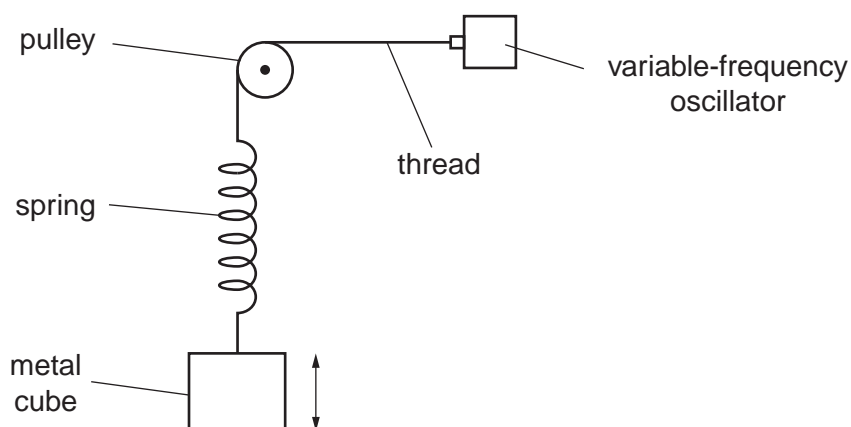 pulley
variable-frequency
oscillator
thread
spring
metal
cube